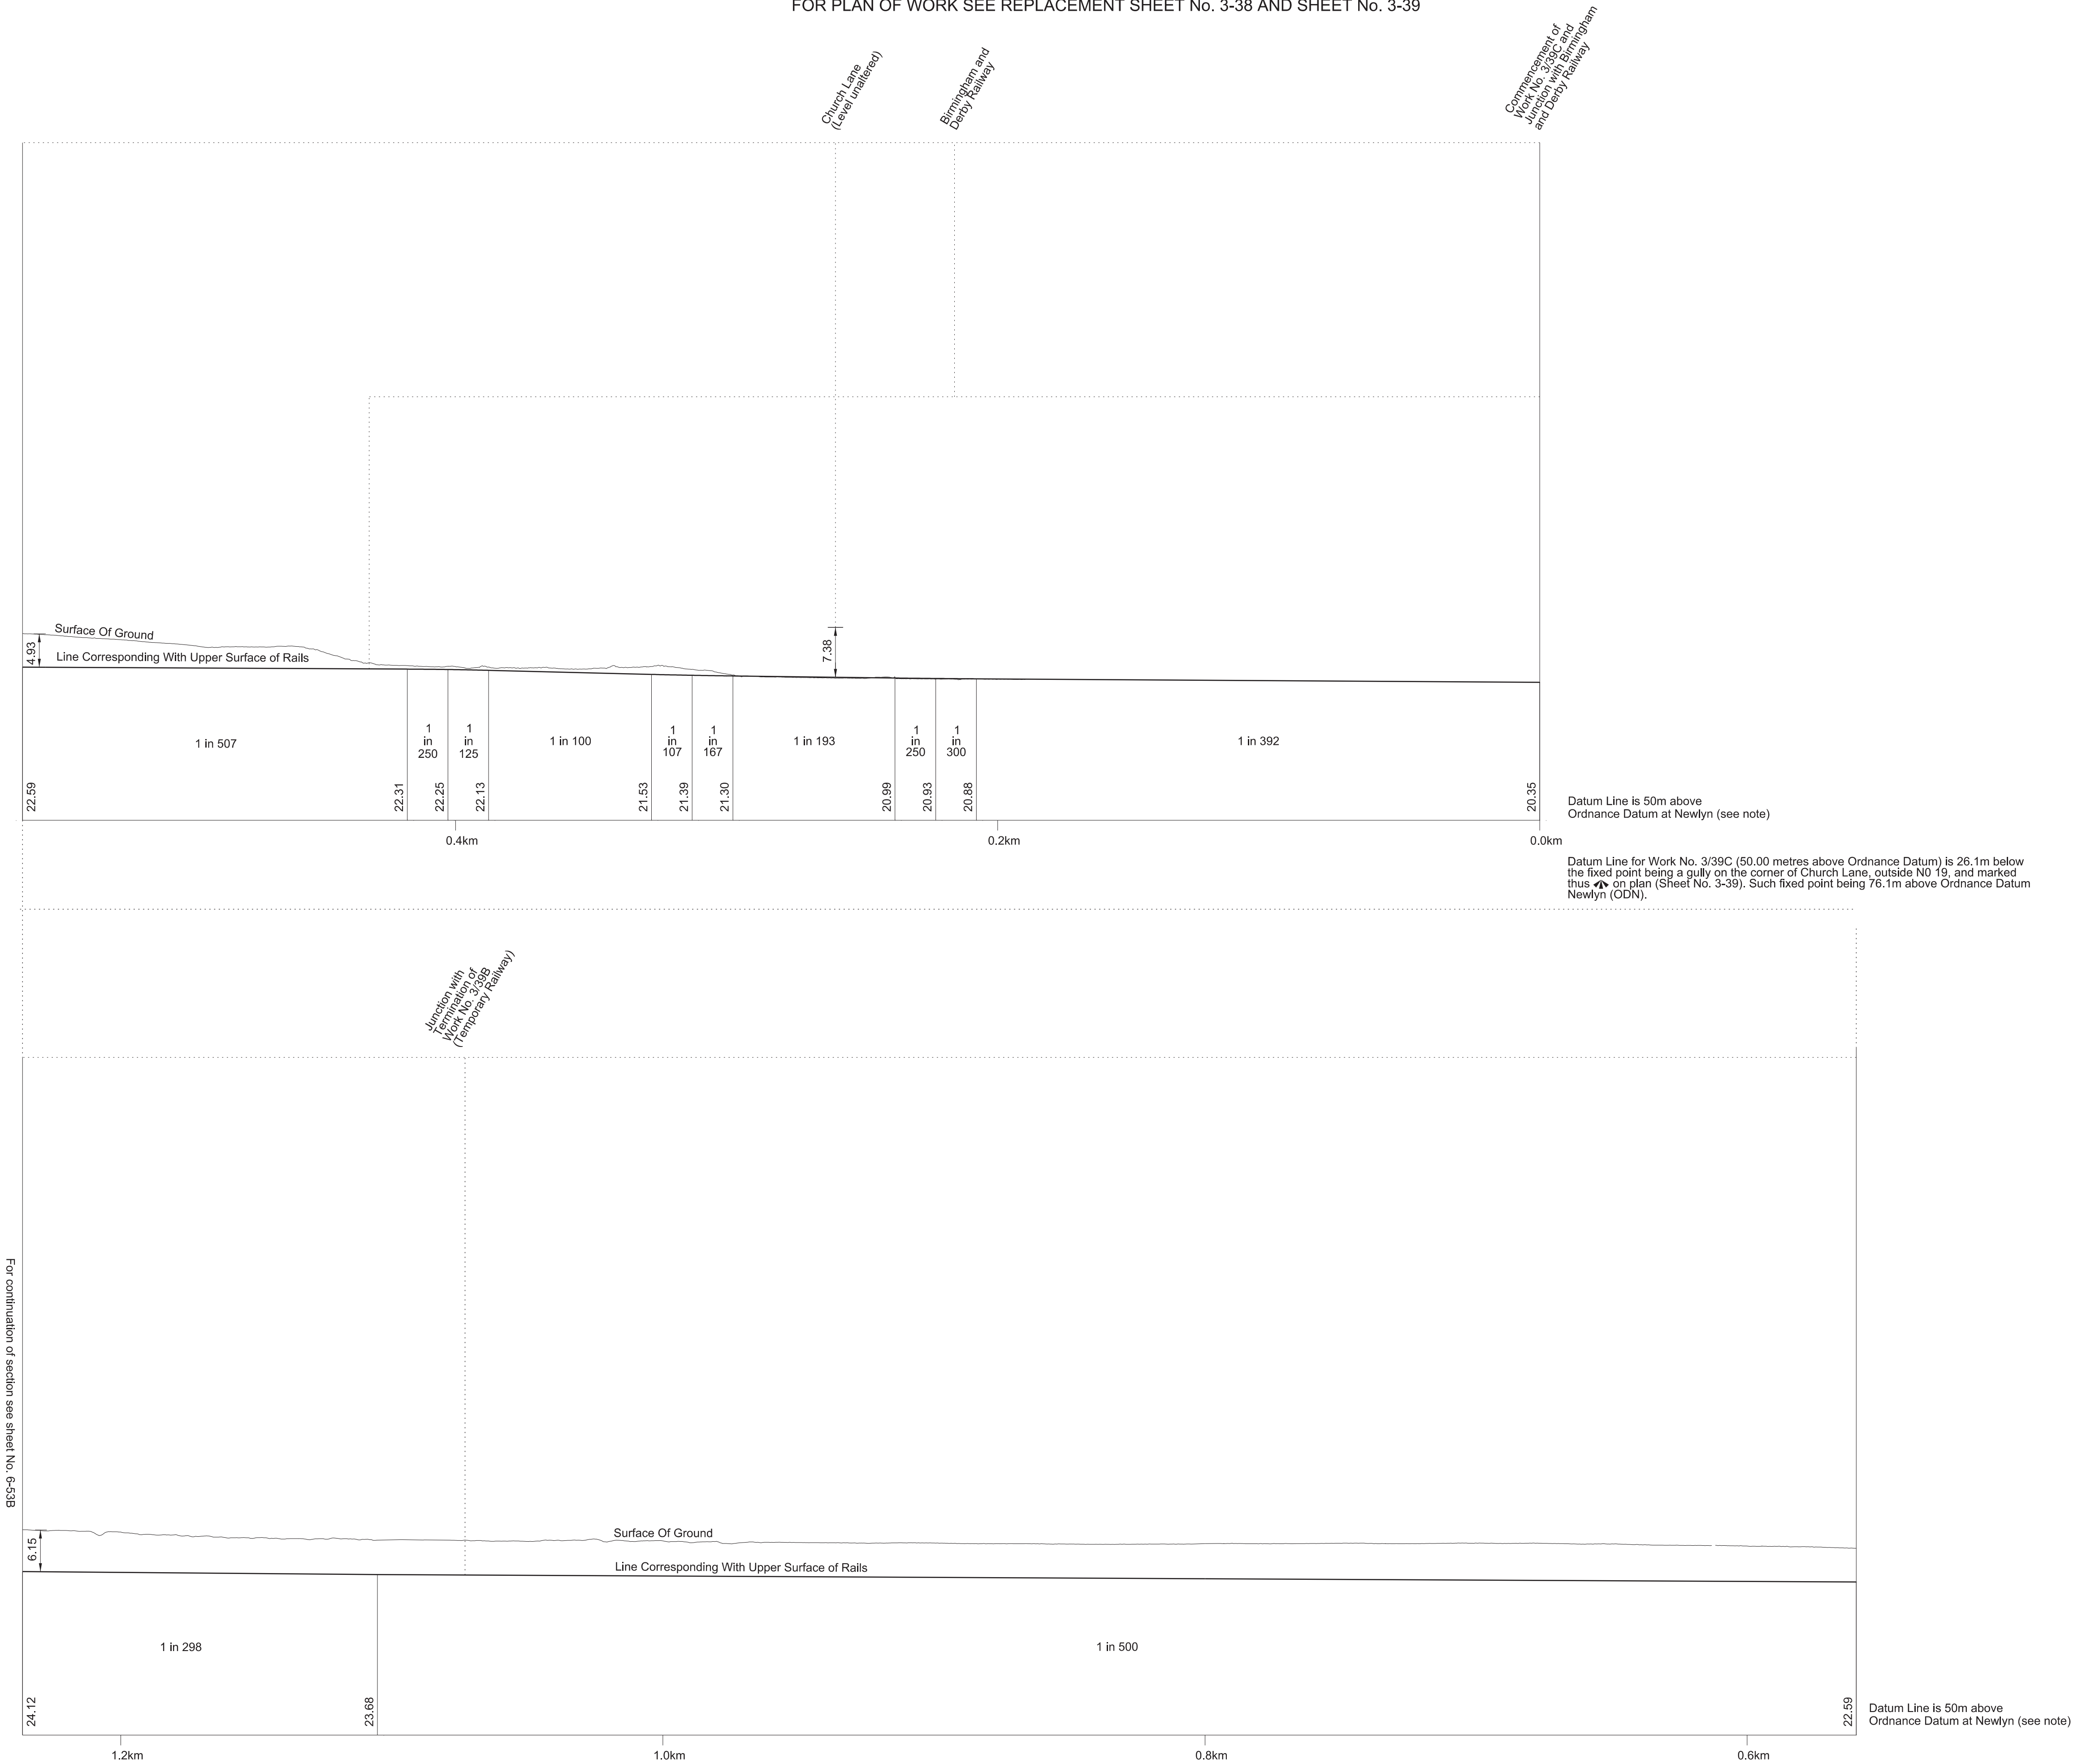 FOR PLAN OF WORK SEE REPLACEMENT SHEET No. 3-38 AND SHEET No. 3-39
Church Lane
(Level unaltered)
Birmingham and
Derby Railway
Commencement of
Work No. 3/39C and
Junction with Birmingham
and Derby Railway
4.93
Surface Of Ground
Line Corresponding With Upper Surface of Rails
7.38
1 in 507
1
in
250
1
in
125
1 in 100
1
in
107
1
in
167
1 in 193
1
in
250
1
in
300
1 in 392
22.59
22.31
22.25
22.13
21.53
21.39
21.30
20.99
20.93
20.88
20.35
Datum Line is 50m above
Ordnance Datum at Newlyn (see note)
0.4km
0.2km
0.0km
Datum Line for Work No. 3/39C (50.00 metres above Ordnance Datum) is 26.1m below
the fixed point being a gully on the corner of Church Lane, outside N0 19, and marked
thus on plan (Sheet No. 3-39). Such fixed point being 76.1m above Ordnance Datum
Newlyn (ODN).
Junction with
Termination of
Work No. 3/39B
(Temporary Railway)
For continuation of section see sheet No. 6-53B
6.15
Surface Of Ground
Line Corresponding With Upper Surface of Rails
1 in 298
1 in 500
24.12
23.68
22.59
Datum Line is 50m above
Ordnance Datum at Newlyn (see note)
1.2km
1.0km
0.8km
0.6km